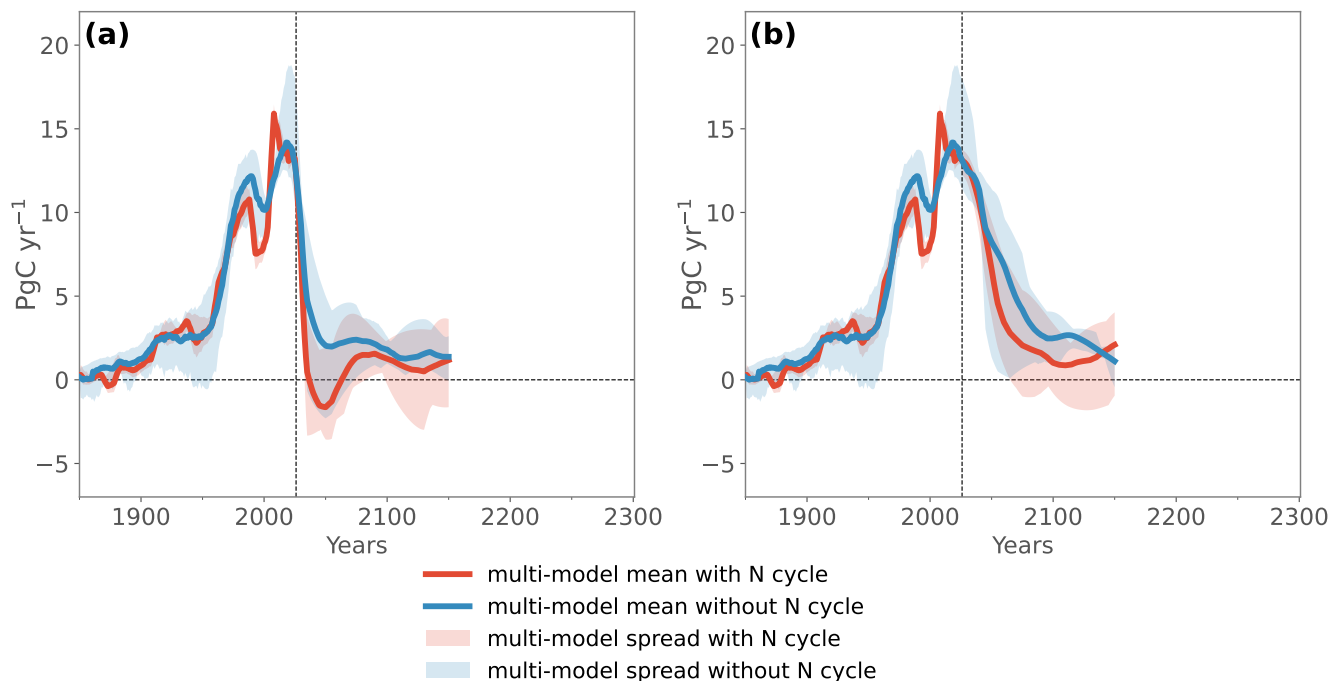 (a)
(b)
20
15
10
5
0
−5
PgC yr⁻¹
1900 2000 2100 2200 2300
Years
20
15
10
5
0
−5
PgC yr⁻¹
1900 2000 2100 2200 2300
Years
multi-model mean with N cycle
multi-model mean without N cycle
multi-model spread with N cycle
multi-model spread without N cycle